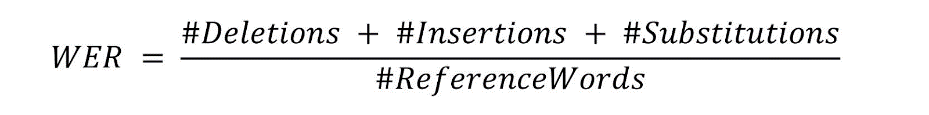 #Deletions + #Insertions + #Substitutions
WER =
#ReferenceWords